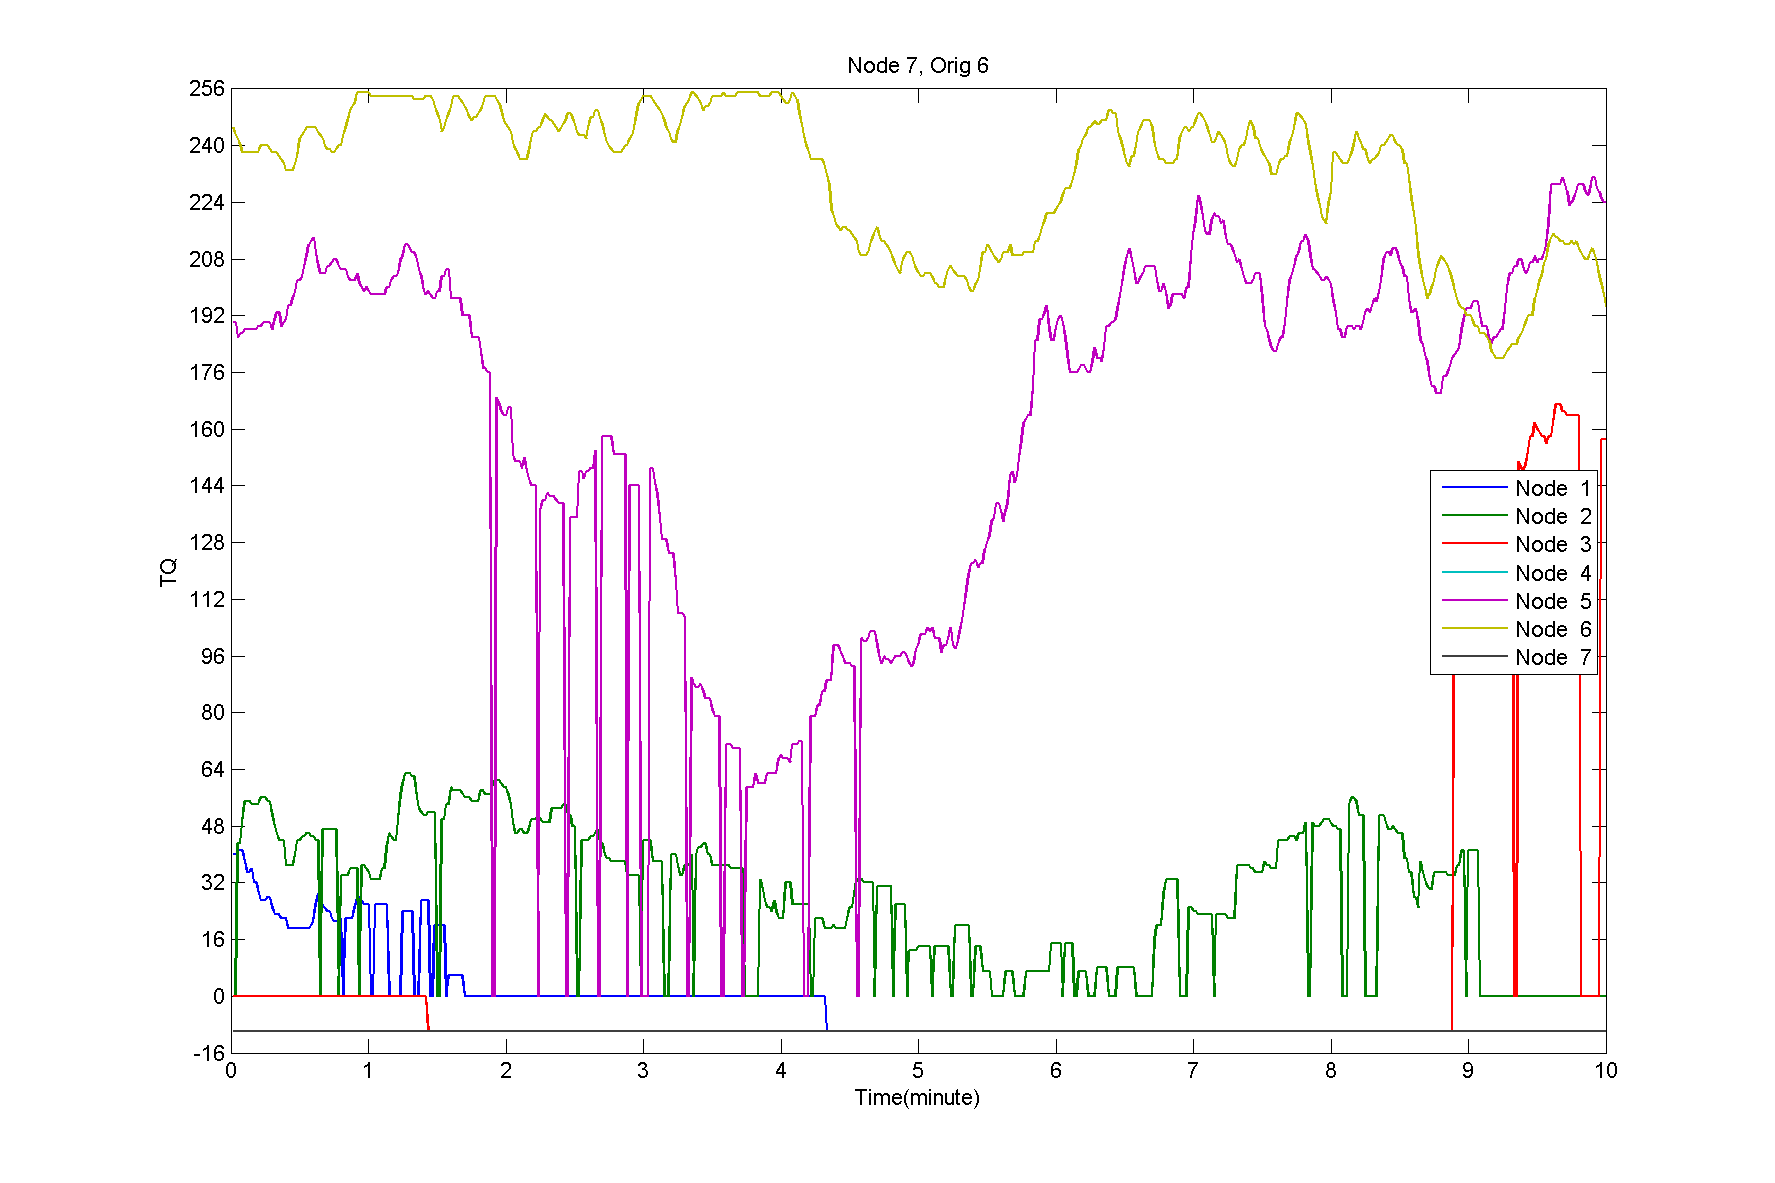 Node 7, Orig 6
256
240
224
208
192
176
160
144
128
112
96
80
64
48
32
16
0
-16
TQ
Node 1
Node 2
Node 3
Node 4
Node 5
Node 6
Node 7
0 1 2 3 4 5 6 7 8 9 10
Time(minute)